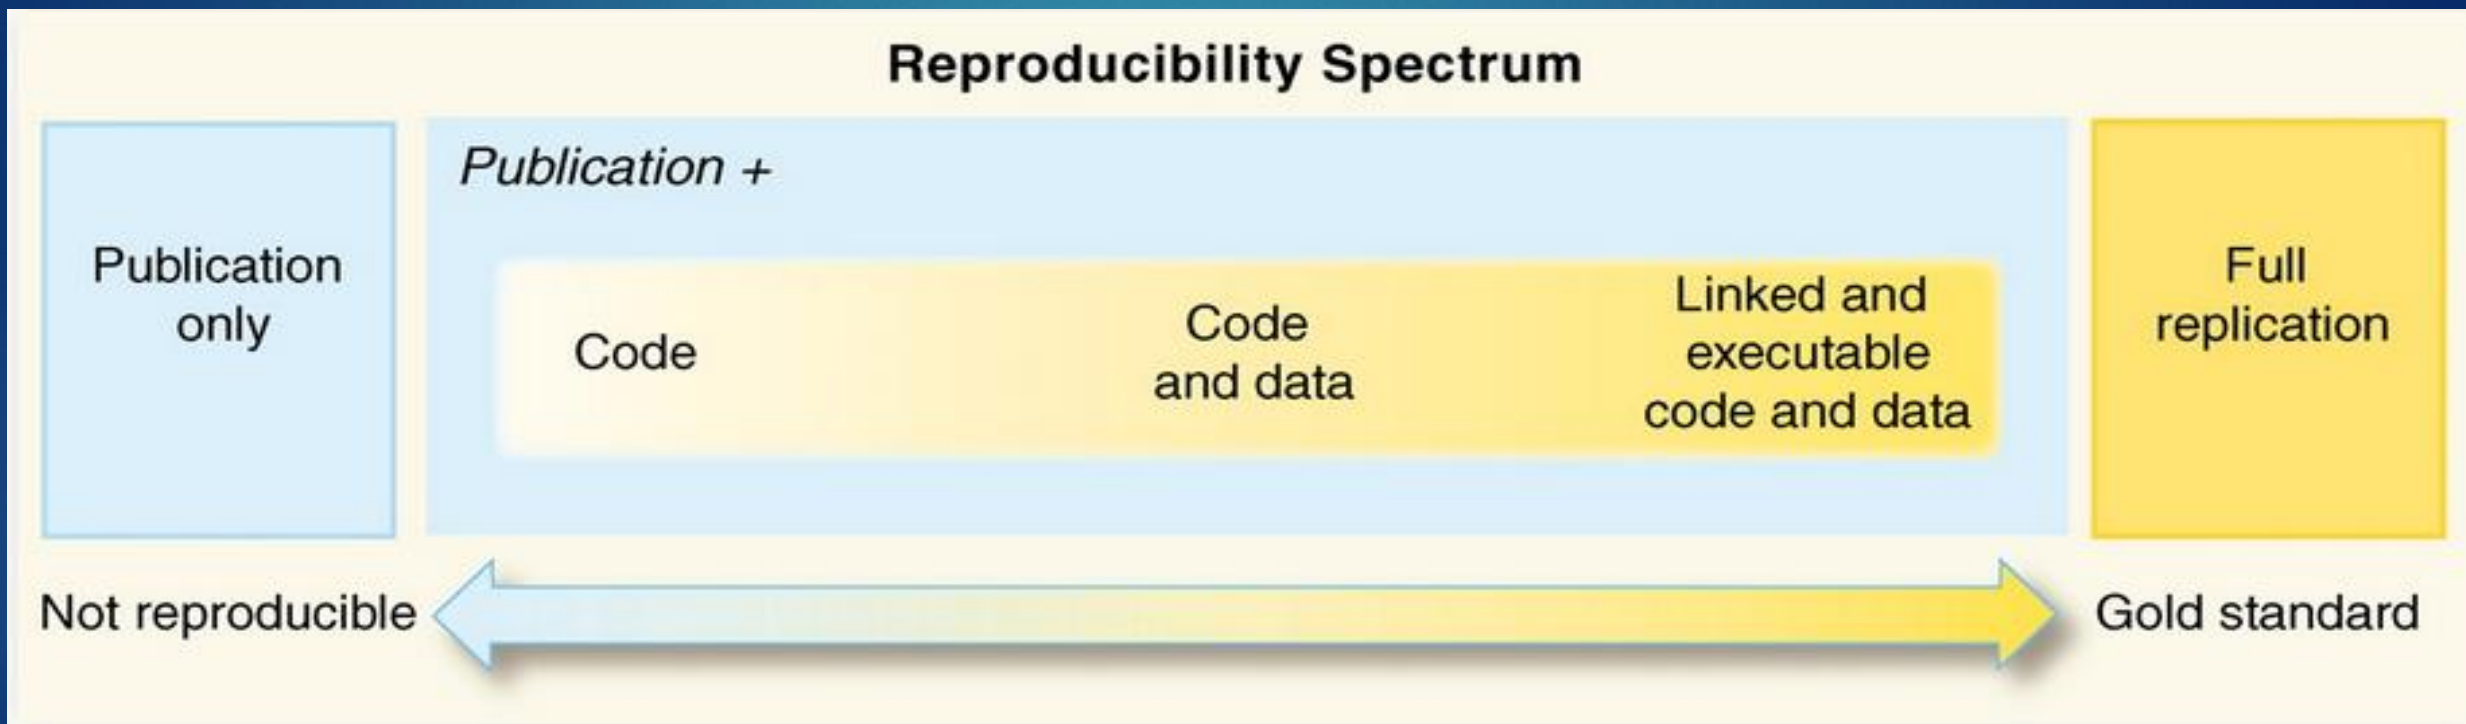 Reproducibility Spectrum
Publication
only
Publication +
Code
Code
and data
Linked and
executable
code and data
Full
replication
Not reproducible
Gold standard